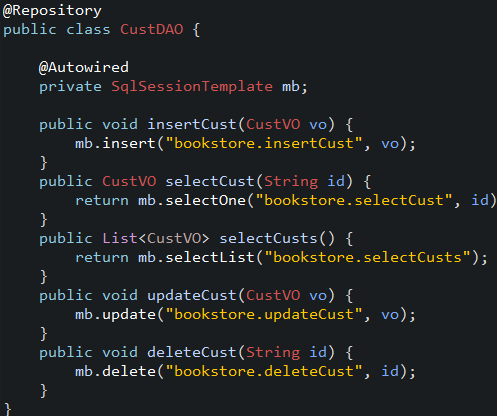 @Repository
public class CustDAO {
@Autowired
private SqlSessionTemplate mb;
public void insertCust(CustVO vo) {
mb.insert("bookstore.insertCust", vo);
}
public CustVO selectCust(String id) {
return mb.selectOne("bookstore.selectCust", id)
}
public List<CustVO> selectCusts() {
return mb.selectList("bookstore.selectCusts");
}
public void updateCust(CustVO vo) {
mb.update("bookstore.updateCust", vo);
}
public void deleteCust(String id) {
mb.delete("bookstore.deleteCust", id);
}
}